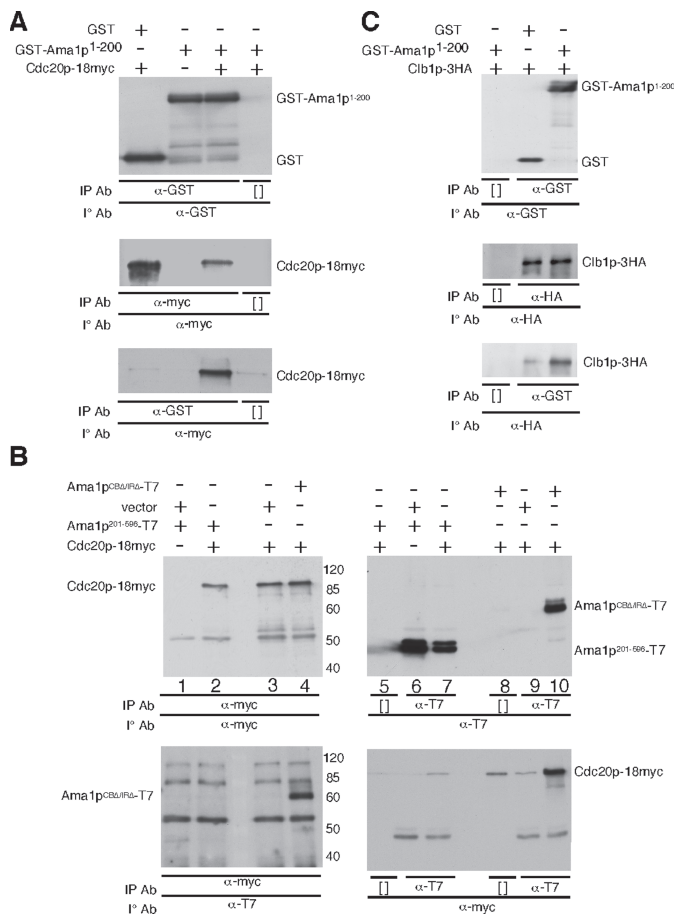 A
GST + - - -
GST-Ama1p1-200 - + + +
Cdc20p-18myc + - + +
GST-Ama1p1-200
GST
IP Ab α-GST []
I° Ab α-GST
Cdc20p-18myc
IP Ab α-myc []
I° Ab α-myc
Cdc20p-18myc
IP Ab α-GST []
I° Ab α-myc
C
GST - + -
GST-Ama1p1-200 + - +
Clb1p-3HA + + +
GST-Ama1p1-200
GST
IP Ab [] α-GST
I° Ab α-GST
Clb1p-3HA
IP Ab [] α-HA
I° Ab α-HA
Clb1p-3HA
IP Ab [] α-GST
I° Ab α-HA
B
Ama1pCBΔ/IRΔ-T7 - - - + - - - + - +
vector + - + - - + - - + -
Ama1p201-596-T7 + + - - + + + - - -
Cdc20p-18myc - + + + + - + + + +
Cdc20p-18myc
120
85
60
50
40
Ama1pCBΔ/IRΔ-T7
Ama1p201-596-T7
1 2 3 4 5 6 7 8 9 10
IP Ab α-myc [] α-T7 [] α-T7
I° Ab α-myc α-T7
Ama1pCBΔ/IRΔ-T7
120
85
60
50
40
Cdc20p-18myc
IP Ab α-myc [] α-T7 [] α-T7
I° Ab α-T7 α-myc